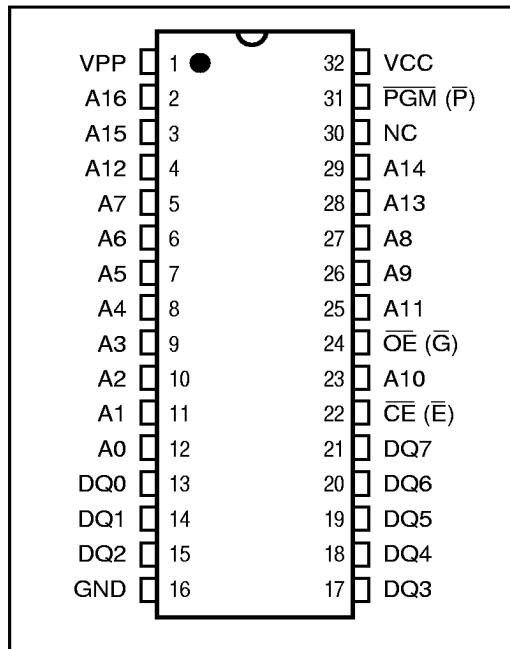 VPP 1 32 VCC
A16 2 31 P̅G̅M̅ (P̅)
A15 3 30 NC
A12 4 29 A14
A7 5 28 A13
A6 6 27 A8
A5 7 26 A9
A4 8 25 A11
A3 9 24 O̅E̅ (G̅)
A2 10 23 A10
A1 11 22 C̅E̅ (E̅)
A0 12 21 DQ7
DQ0 13 20 DQ6
DQ1 14 19 DQ5
DQ2 15 18 DQ4
GND 16 17 DQ3